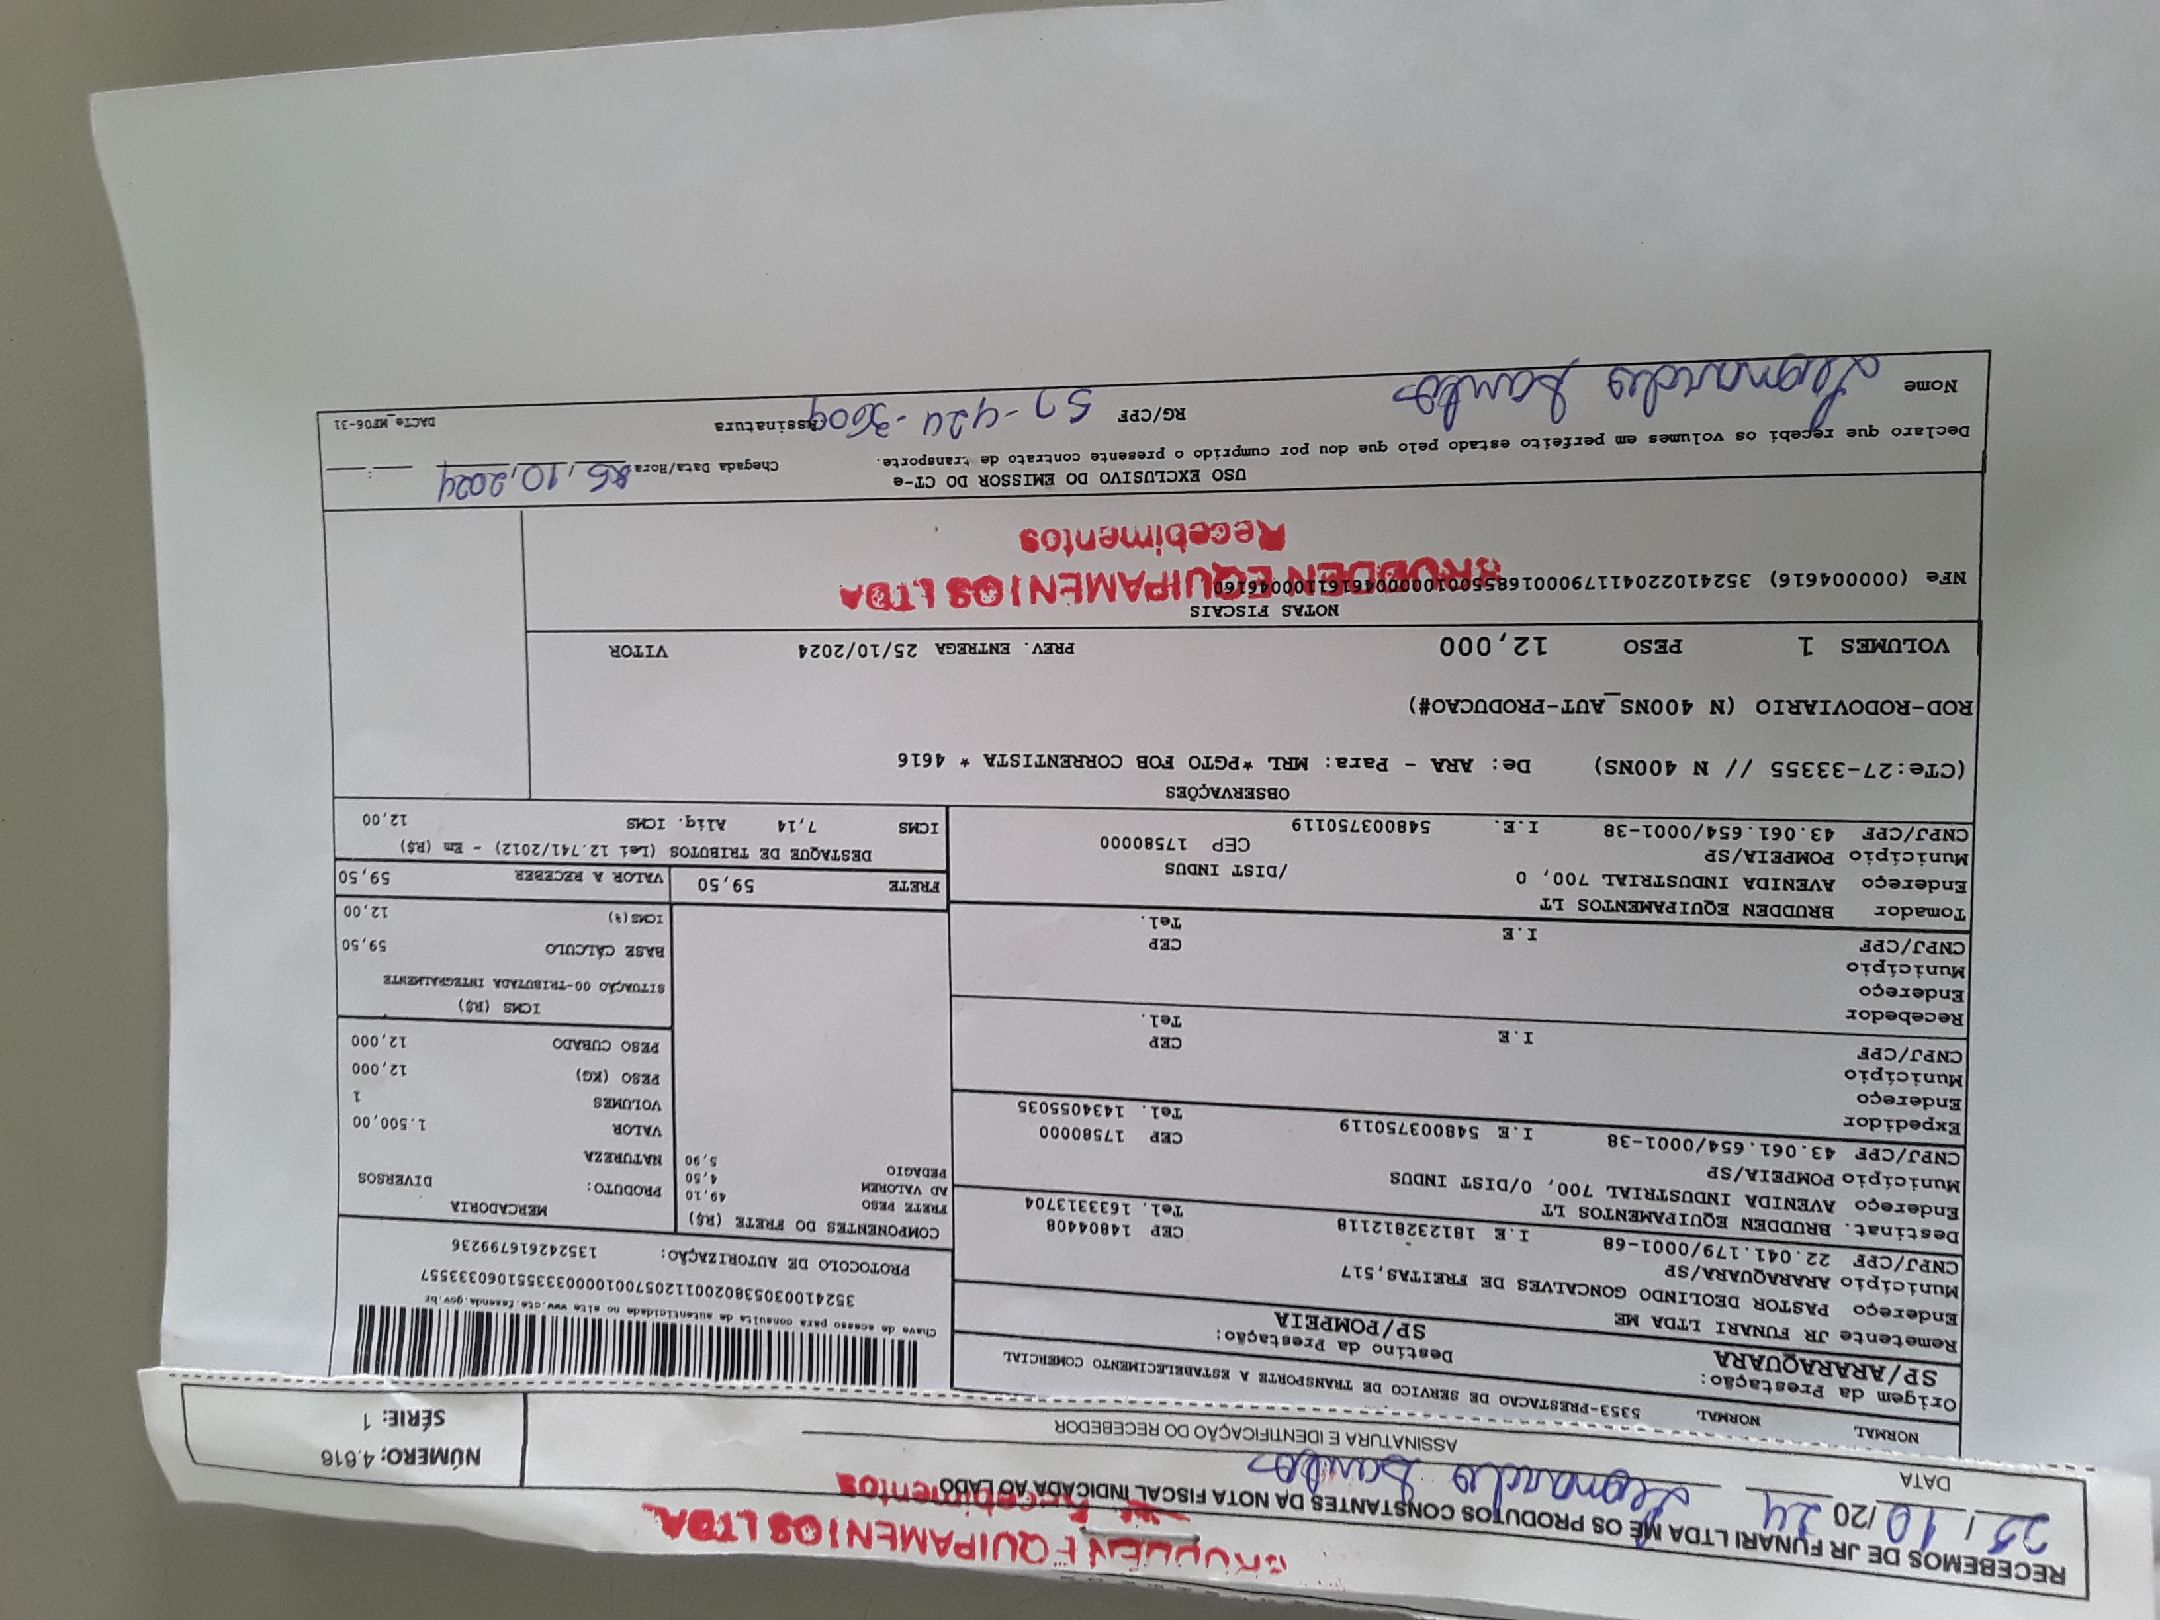 BRUDDEN EQUIPAMENTOS LTDA
Recebimentos
RECEBEMOS DE JR FUNARI LTDA ME OS PRODUTOS CONSTANTES DA NOTA FISCAL INDICADA AO LADO
25 / 10 /20 24 Leonardo Santos
DATA ASSINATURA E IDENTIFICAÇÃO DO RECEBEDOR
NÚMERO: 4.616
SÉRIE: 1
NORMAL NORMAL 5353-PRESTACAO DE SERVICO DE TRANSPORTE A ESTABELECIMENTO COMERCIAL
Origem da Prestação: Destino da Prestação:
SP/ARARAQUARA SP/POMPEIA
Remetente JR FUNARI LTDA ME
Endereço PASTOR DEOLINDO GONCALVES DE FREITAS,517
Município ARARAQUARA/SP CEP 14804408
CNPJ/CPF 22.041.179/0001-68 I.E 181232812118 Tel. 1633313704
Destinat. BRUDDEN EQUIPAMENTOS LT
Endereço AVENIDA INDUSTRIAL 700, 0/DIST INDUS
Município POMPEIA/SP CEP 17580000
CNPJ/CPF 43.061.654/0001-38 I.E 548003750119 Tel. 1434055035
Expedidor
Endereço
Município CEP
CNPJ/CPF I.E Tel.
Recebedor
Endereço
Município CEP
CNPJ/CPF I.E Tel.
Tomador BRUDDEN EQUIPAMENTOS LT
Endereço AVENIDA INDUSTRIAL 700, 0 /DIST INDUS
Município POMPEIA/SP CEP 17580000
CNPJ/CPF 43.061.654/0001-38 I.E. 548003750119
Chave de acesso para consulta de autenticidade no site www.cte.fazenda.gov.br
35241003053802001120570010000333551060333557
PROTOCOLO DE AUTORIZAÇÃO: 135242616799236
COMPONENTES DO FRETE (R$)
FRETE PESO 49,10
AD VALOREM 4,50
PEDAGIO 5,90
MERCADORIA
PRODUTO: DIVERSOS
NATUREZA
VALOR 1.500,00
VOLUMES 1
PESO (KG) 12,000
PESO CUBADO 12,000
ICMS (R$)
SITUAÇÃO 00-TRIBUTADA INTEGRALMENTE
BASE CÁLCULO 59,50
ICMS(%) 12,00
FRETE 59,50 VALOR A RECEBER 59,50
DESTAQUE DE TRIBUTOS (Lei 12.741/2012) - Em (R$)
ICMS 7,14 Aliq. ICMS 12,00
OBSERVAÇÕES
(CTe:27-33355 // N 400NS) De: ARA - Para: MRL *PGTO FOB CORRENTISTA * 4616
ROD-RODOVIARIO (N 400NS_AUT-PRODUCAO#)
VOLUMES 1 PESO 12,000 PREV. ENTREGA 25/10/2024 VITOR
NOTAS FISCAIS
NFe (000004616) 35241022041179000168550010000046161100046160
BRUDDEN EQUIPAMENTOS LTDA
Recebimentos
USO EXCLUSIVO DO EMISSOR DO CT-e
Declaro que recebi os volumes em perfeito estado pelo que dou por cumprido o presente contrato de transporte. Chegada Data/Hora 25,10,2024 :
Nome Leonardo Santos RG/CPF Assinatura DACTe_MF06-31